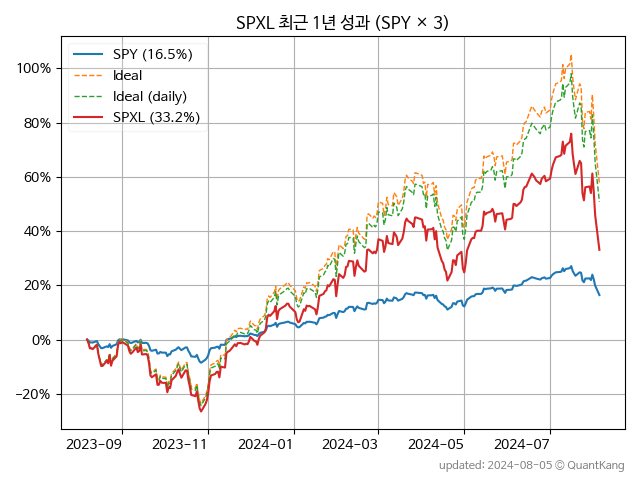 SPXL 최근 1년 성과 (SPY × 3)
SPY (16.5%)
Ideal
Ideal (daily)
SPXL (33.2%)
100%
80%
60%
40%
20%
0%
−20%
2023−09
2023−11
2024−01
2024−03
2024−05
2024−07
updated: 2024−08−05 © QuantKang